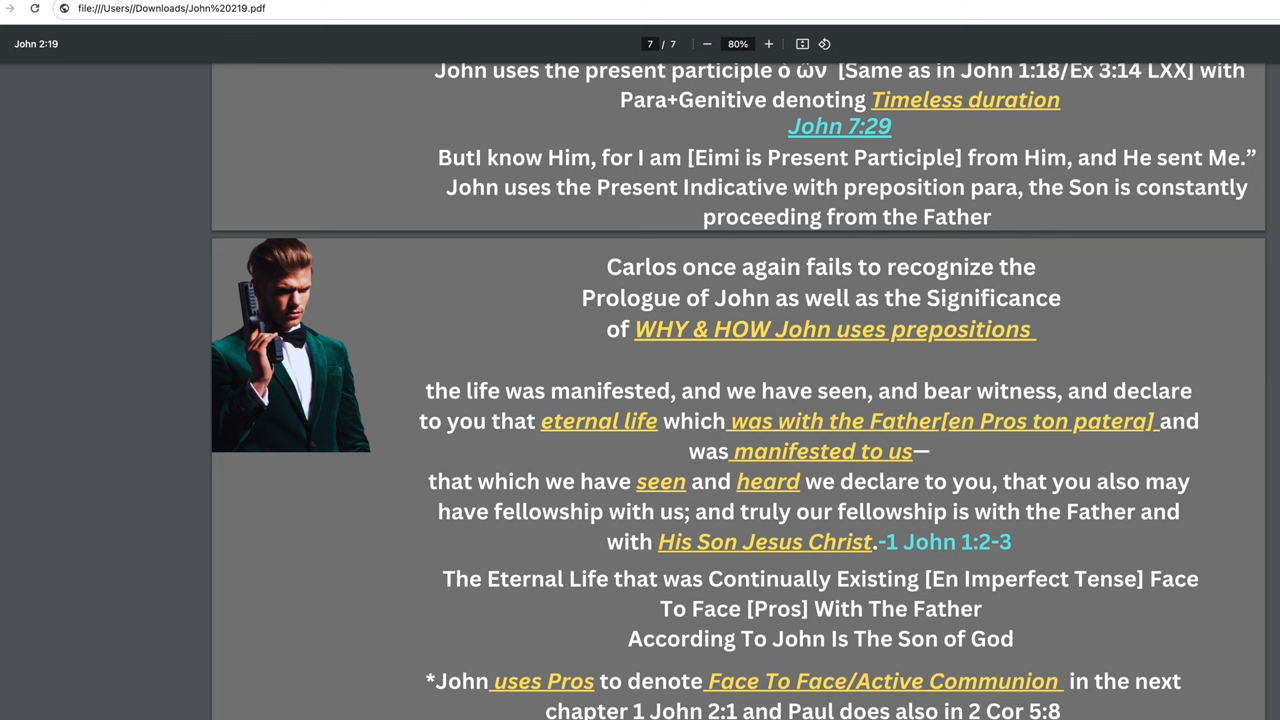 file:///Users//Downloads/John%20219.pdf
John 2:19
7 / 7
80%
John uses the present participle ὁ ὤν [Same as in John 1:18/Ex 3:14 LXX] with
Para+Genitive denoting Timeless duration
John 7:29
ButI know Him, for I am [Eimi is Present Participle] from Him, and He sent Me.”
John uses the Present Indicative with preposition para, the Son is constantly
proceeding from the Father
Carlos once again fails to recognize the
Prologue of John as well as the Significance
of WHY & HOW John uses prepositions
the life was manifested, and we have seen, and bear witness, and declare
to you that eternal life which was with the Father[en Pros ton patera] and
was manifested to us—
that which we have seen and heard we declare to you, that you also may
have fellowship with us; and truly our fellowship is with the Father and
with His Son Jesus Christ.-1 John 1:2-3
The Eternal Life that was Continually Existing [En Imperfect Tense] Face
To Face [Pros] With The Father
According To John Is The Son of God
*John uses Pros to denote Face To Face/Active Communion in the next
chapter 1 John 2:1 and Paul does also in 2 Cor 5:8